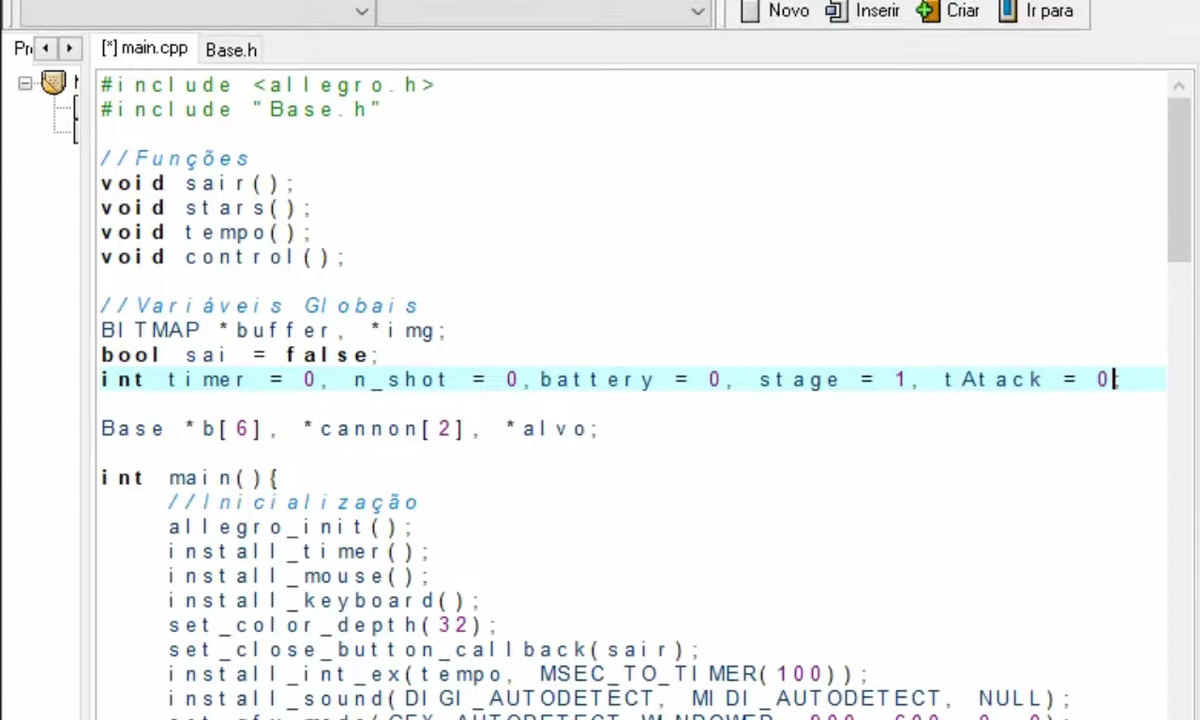 Novo Inserir Criar Ir para
[*] main.cpp Base.h
#include <allegro.h>
#include "Base.h"
//Funções
void sair();
void stars();
void tempo();
void control();
//Variáveis Globais
BITMAP *buffer, *img;
bool sai = false;
int timer = 0, n_shot = 0,battery = 0, stage = 1, tAtack = 0;
Base *b[6], *cannon[2], *alvo;
int main(){
//Inicialização
allegro_init();
install_timer();
install_mouse();
install_keyboard();
set_color_depth(32);
set_close_button_callback(sair);
install_int_ex(tempo, MSEC_TO_TIMER(100));
install_sound(DIGI_AUTODETECT, MIDI_AUTODETECT, NULL);